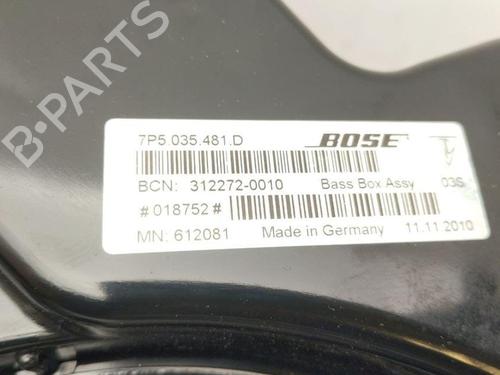 7P5.035.481.D BOSE
BCN: 312272-0010 Bass Box Assy 03S
#018752#
MN: 612081 Made in Germany 11.11.2010
B-PARTS